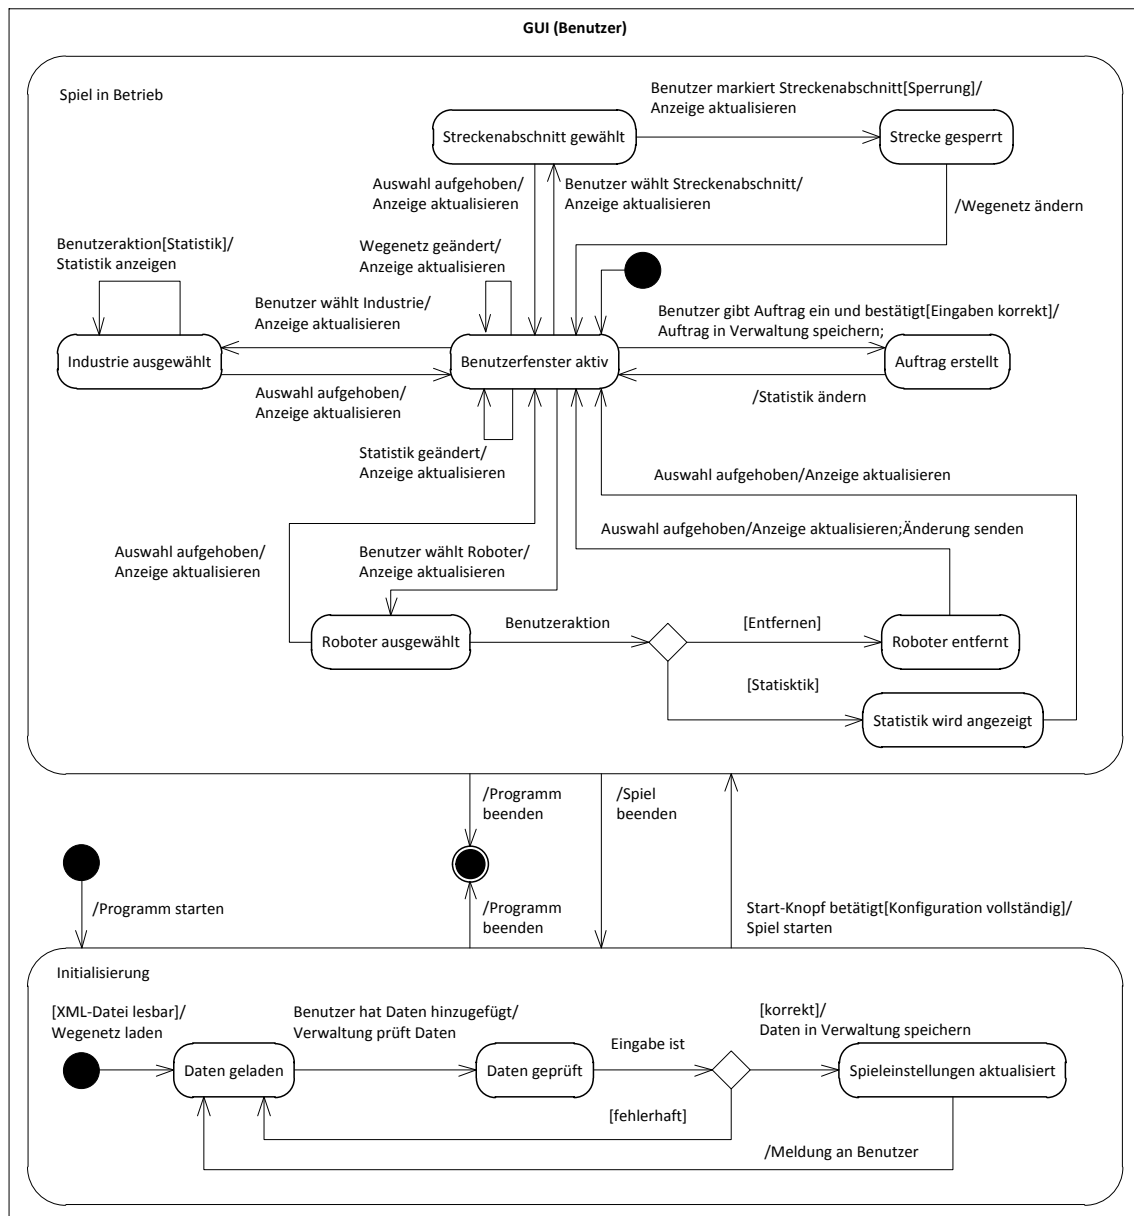 GUI (Benutzer)
Spiel in Betrieb
Benutzer markiert Streckenabschnitt[Sperrung]/
Anzeige aktualisieren
Streckenabschnitt gewählt
Strecke gesperrt
Auswahl aufgehoben/
Anzeige aktualisieren
Benutzer wählt Streckenabschnitt/
Anzeige aktualisieren
/Wegenetz ändern
Benutzeraktion[Statistik]/
Statistik anzeigen
Wegenetz geändert/
Anzeige aktualisieren
Benutzer wählt Industrie/
Anzeige aktualisieren
Benutzer gibt Auftrag ein und bestätigt[Eingaben korrekt]/
Auftrag in Verwaltung speichern;
Industrie ausgewählt
Benutzerfenster aktiv
Auftrag erstellt
Auswahl aufgehoben/
Anzeige aktualisieren
/Statistik ändern
Statistik geändert/
Anzeige aktualisieren
Auswahl aufgehoben/Anzeige aktualisieren
Auswahl aufgehoben/Anzeige aktualisieren;Änderung senden
Auswahl aufgehoben/
Anzeige aktualisieren
Benutzer wählt Roboter/
Anzeige aktualisieren
Roboter ausgewählt
Benutzeraktion
[Entfernen]
Roboter entfernt
[Statisktik]
Statistik wird angezeigt
/Programm
beenden
/Spiel
beenden
/Programm starten
/Programm
beenden
Start-Knopf betätigt[Konfiguration vollständig]/
Spiel starten
Initialisierung
[XML-Datei lesbar]/
Wegenetz laden
Benutzer hat Daten hinzugefügt/
Verwaltung prüft Daten
[korrekt]/
Daten in Verwaltung speichern
Eingabe ist
Daten geladen
Daten geprüft
Spieleinstellungen aktualisiert
[fehlerhaft]
/Meldung an Benutzer